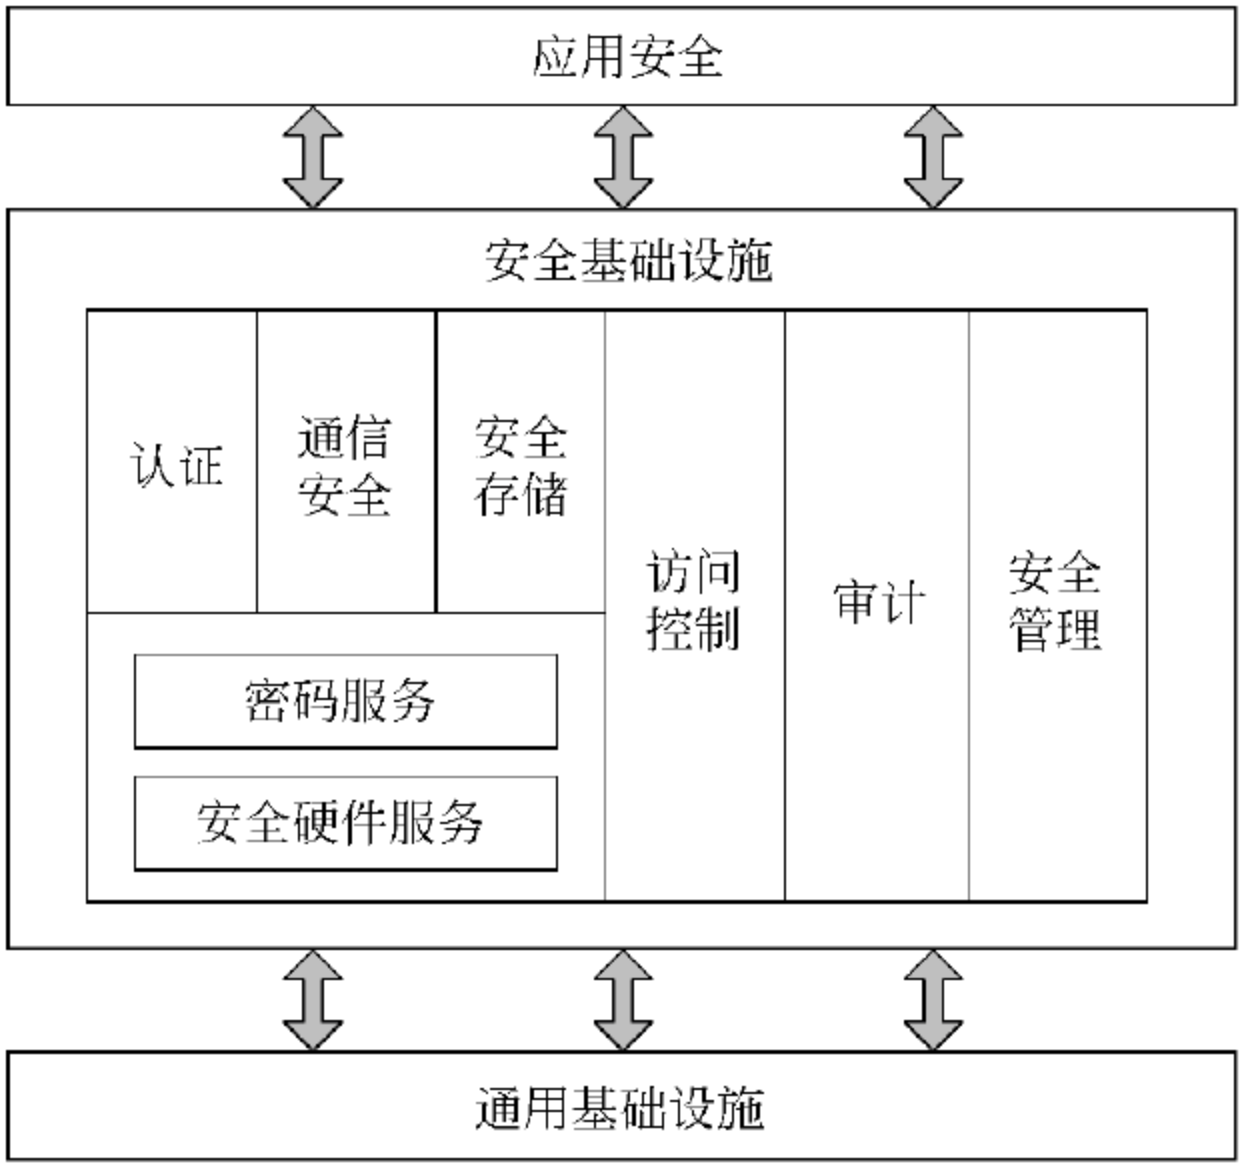 应用安全
安全基础设施
认证
通信
安全
安全
存储
访问
控制
审计
安全
管理
密码服务
安全硬件服务
通用基础设施